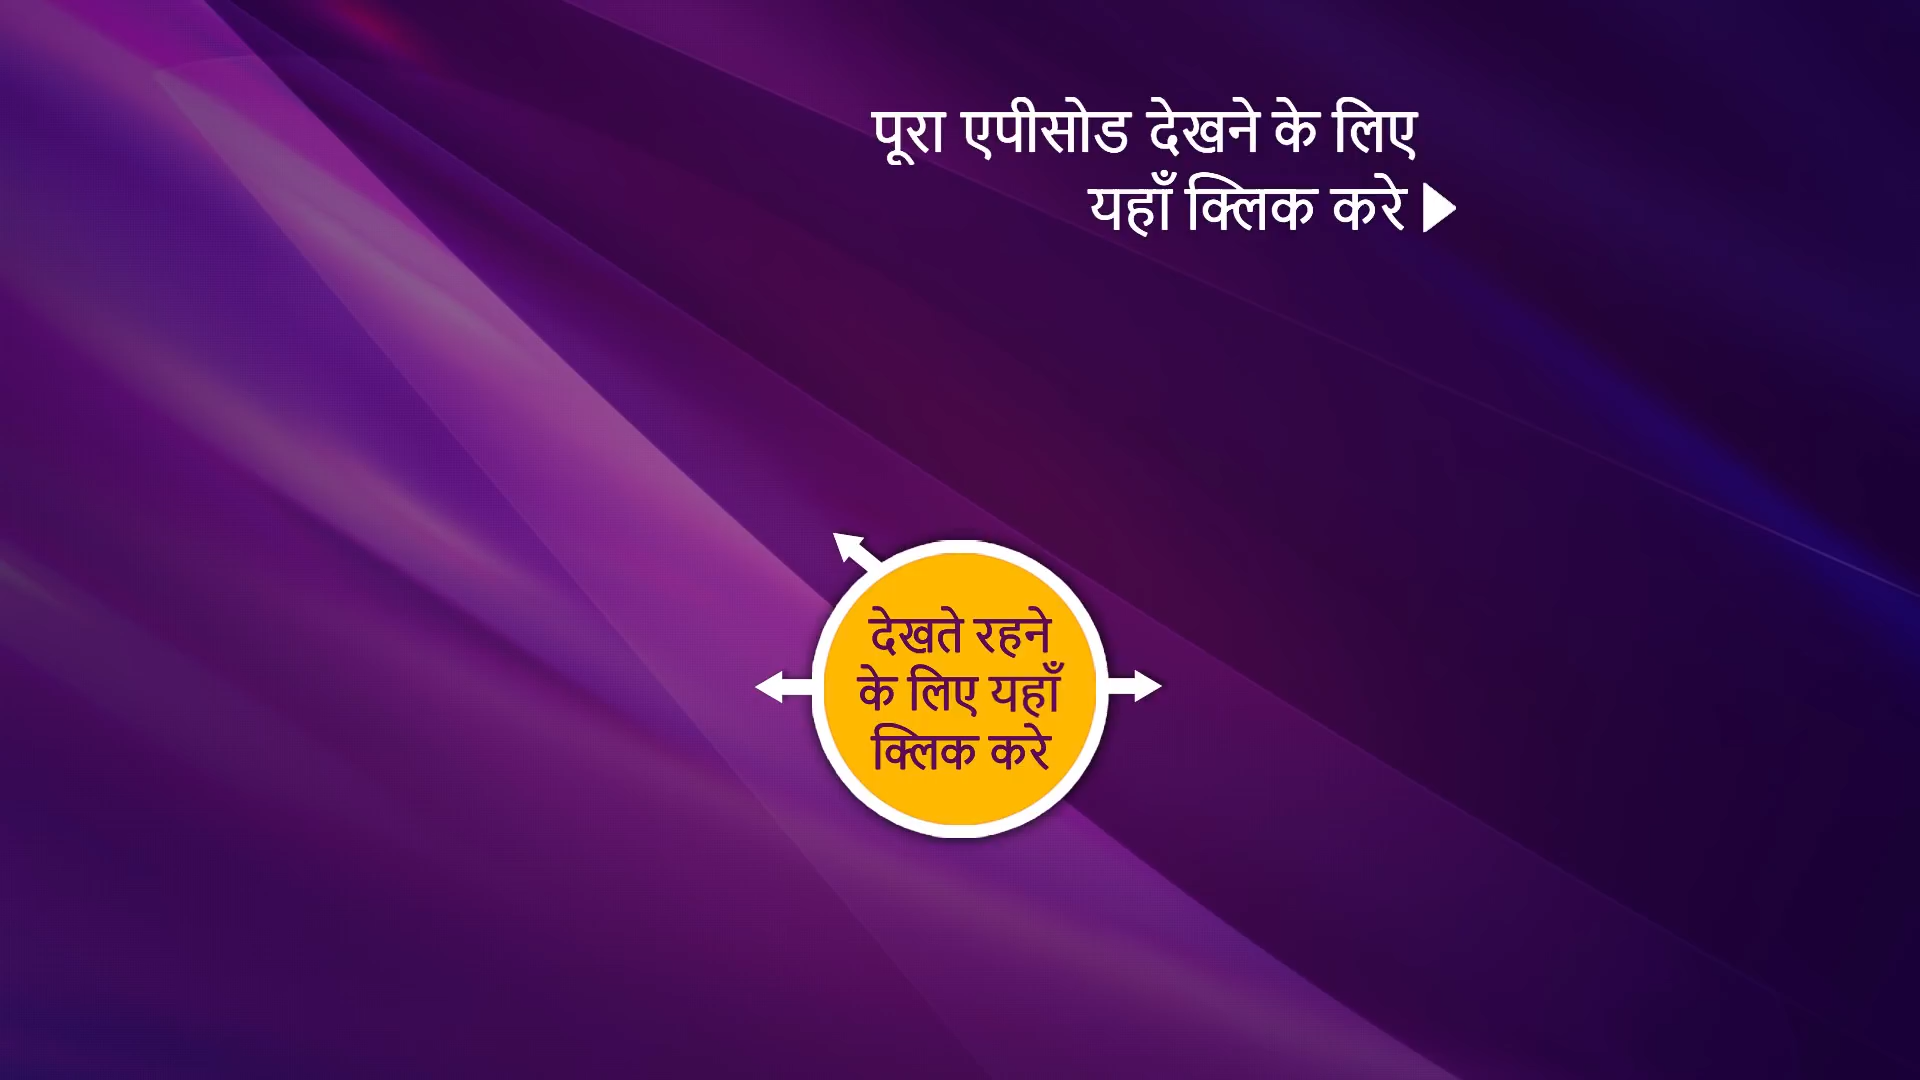 पूरा एपीसोड देखने के लिए
यहाँ क्लिक करे
देखते रहने
के लिए यहाँ
क्लिक करे